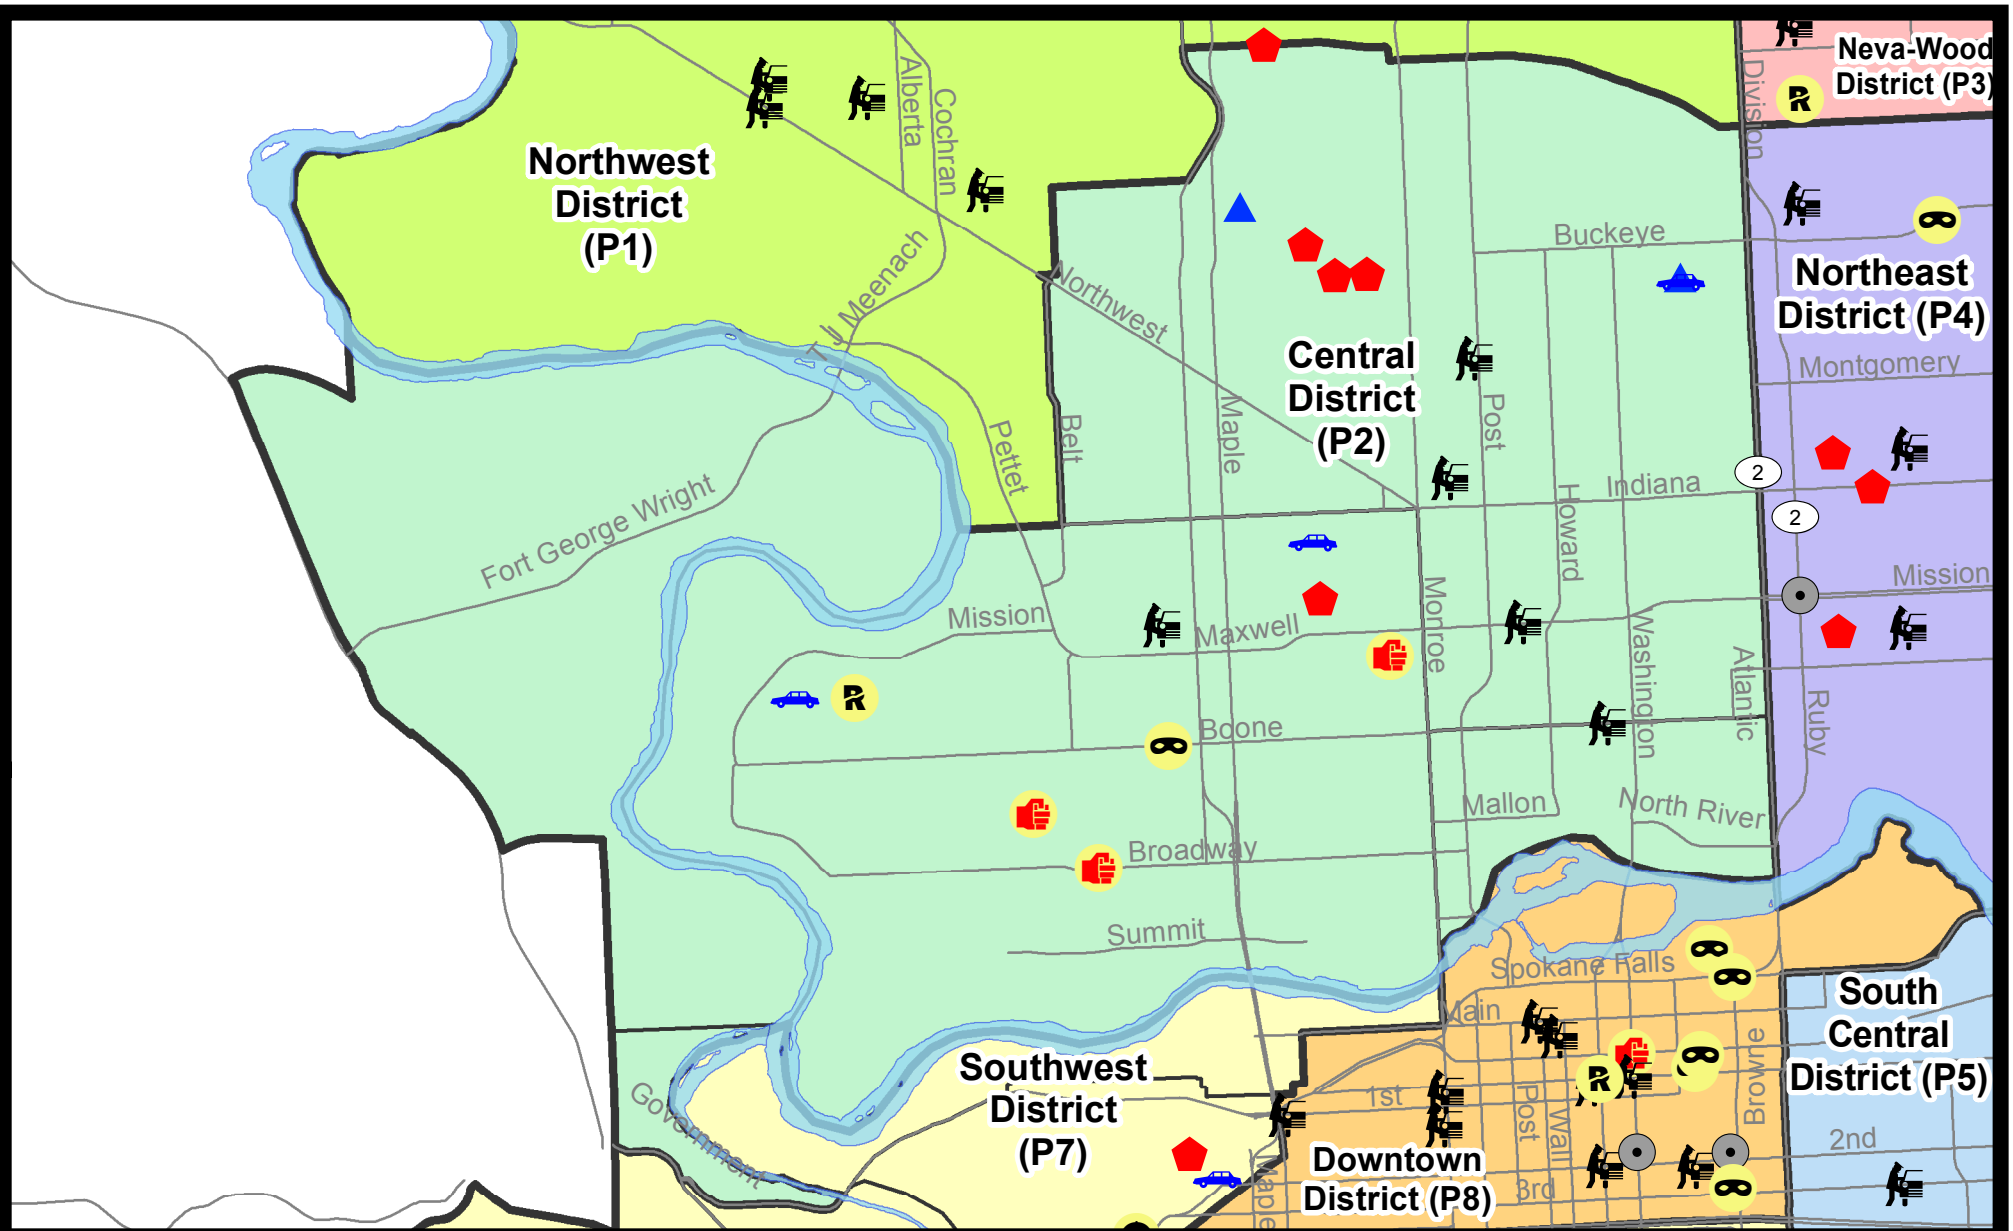 Neva-Wood
District (P3)
Division
R
Alberta
Cochran
Northwest
District
(P1)
Buckeye
Northeast
District (P4)
T J Meenach
Northwest
Central
District
(P2)
Montgomery
Maple
Post
Belt
Pettet
2
Indiana
Howard
2
Fort George Wright
Mission
Monroe
Mission
Maxwell
Washington
Atlantic
Ruby
R
Boone
Mallon
North River
Broadway
Summit
Spokane Falls
South
Central
District (P5)
Main
Browne
Southwest
District
(P7)
R
1st
Post
Wall
Government
2nd
Downtown
District (P8)
3rd
Maple